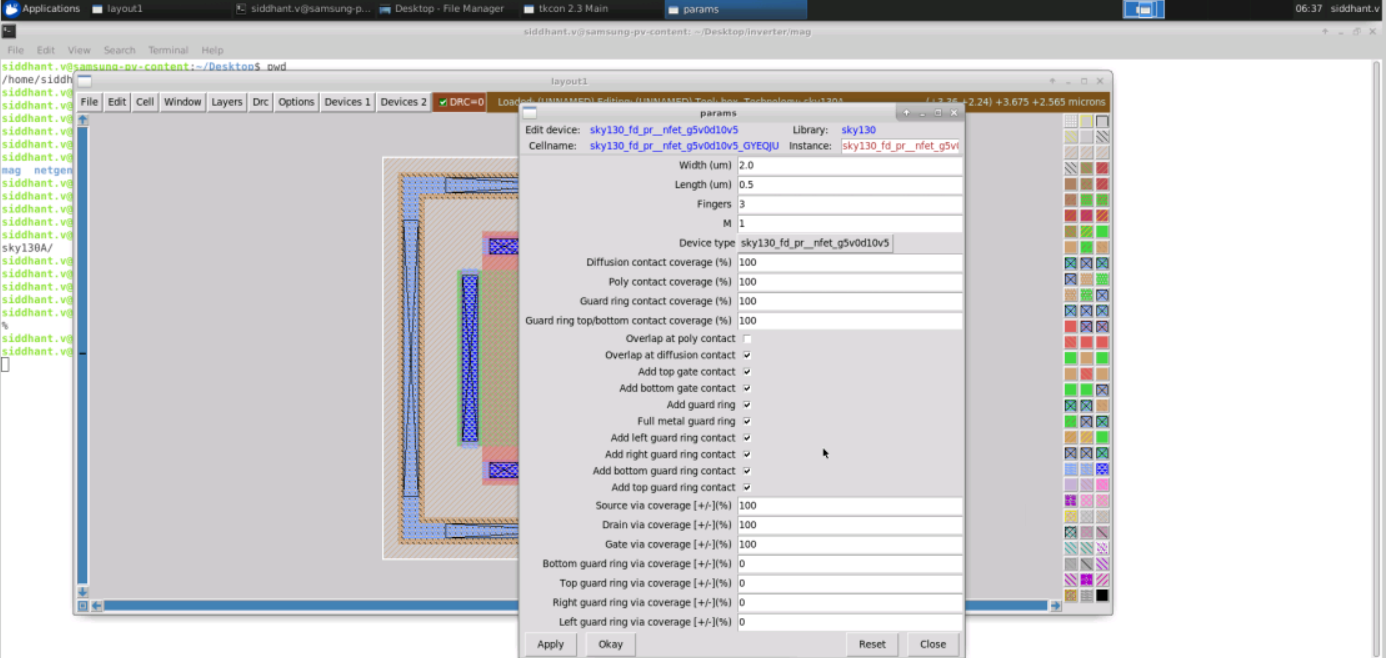 Applications layout1 siddhant.v@samsung-p... Desktop - File Manager tkcon 2.3 Main params 06:37 siddhant.v
siddhant.v@samsung-pv-content: ~/Desktop/inverter/mag
File Edit View Search Terminal Help
siddhant.v@samsung-pv-content:~/Desktop$ pwd
/home/siddh
siddhant.v@
siddhant.v@
siddhant.v@
siddhant.v@
siddhant.v@
siddhant.v@
mag netgen
siddhant.v@
siddhant.v@
siddhant.v@
siddhant.v@
siddhant.v@
sky130A/
siddhant.v@
siddhant.v@
siddhant.v@
siddhant.v@
siddhant.v@
%
siddhant.v@
siddhant.v@
layout1
File Edit Cell Window Layers Drc Options Devices 1 Devices 2 DRC=0 Loaded: (UNNAMED) Editing: (UNNAMED) Tool: box Technology: sky130A (+3.36 +2.24) +3.675 +2.565 microns
params
Edit device: sky130_fd_pr__nfet_g5v0d10v5 Library: sky130
Cellname: sky130_fd_pr__nfet_g5v0d10v5_GYEQJU Instance: sky130_fd_pr__nfet_g5v(
Width (um) 2.0
Length (um) 0.5
Fingers 3
M 1
Device type sky130_fd_pr__nfet_g5v0d10v5
Diffusion contact coverage (%) 100
Poly contact coverage (%) 100
Guard ring contact coverage (%) 100
Guard ring top/bottom contact coverage (%) 100
Overlap at poly contact
Overlap at diffusion contact
Add top gate contact
Add bottom gate contact
Add guard ring
Full metal guard ring
Add left guard ring contact
Add right guard ring contact
Add bottom guard ring contact
Add top guard ring contact
Source via coverage [+/-](%) 100
Drain via coverage [+/-](%) 100
Gate via coverage [+/-](%) 100
Bottom guard ring via coverage [+/-](%) 0
Top guard ring via coverage [+/-](%) 0
Right guard ring via coverage [+/-](%) 0
Left guard ring via coverage [+/-](%) 0
Apply Okay Reset Close